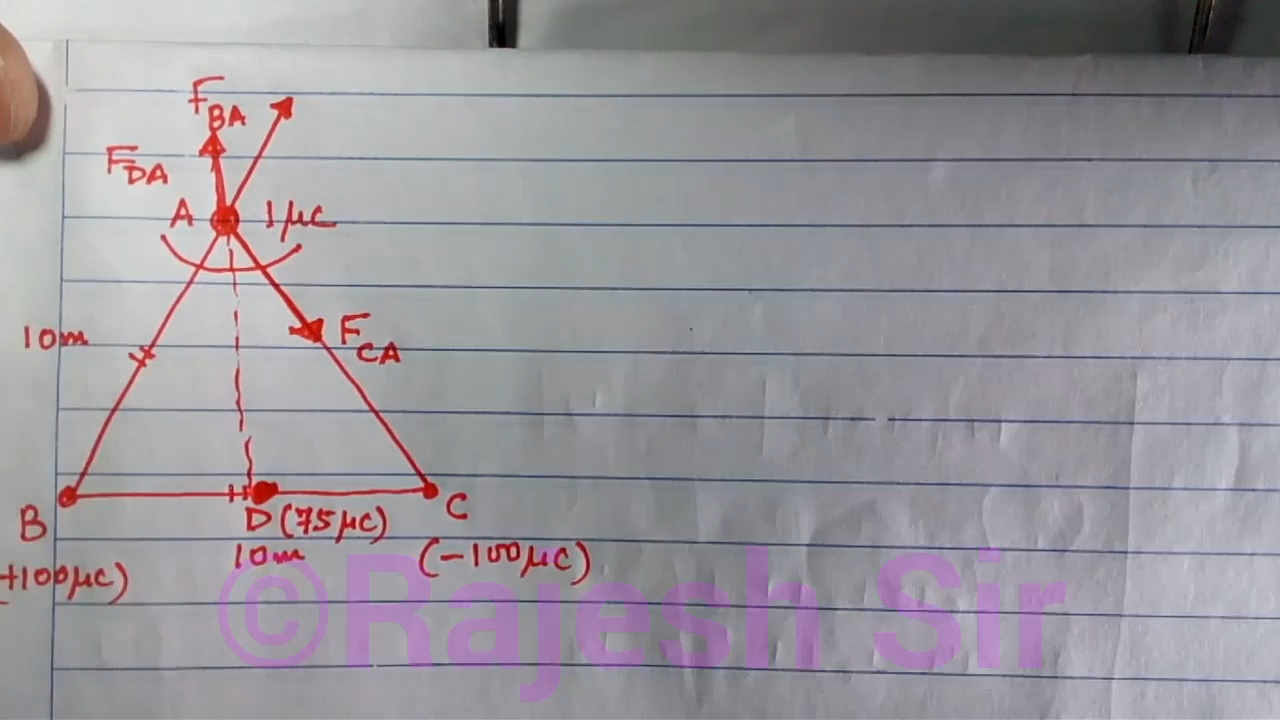 F_BA
F_DA
A 1μC
10m
F_CA
B D (75μC) C
10m (-100μC)
+100μC)
©Rajesh Sir